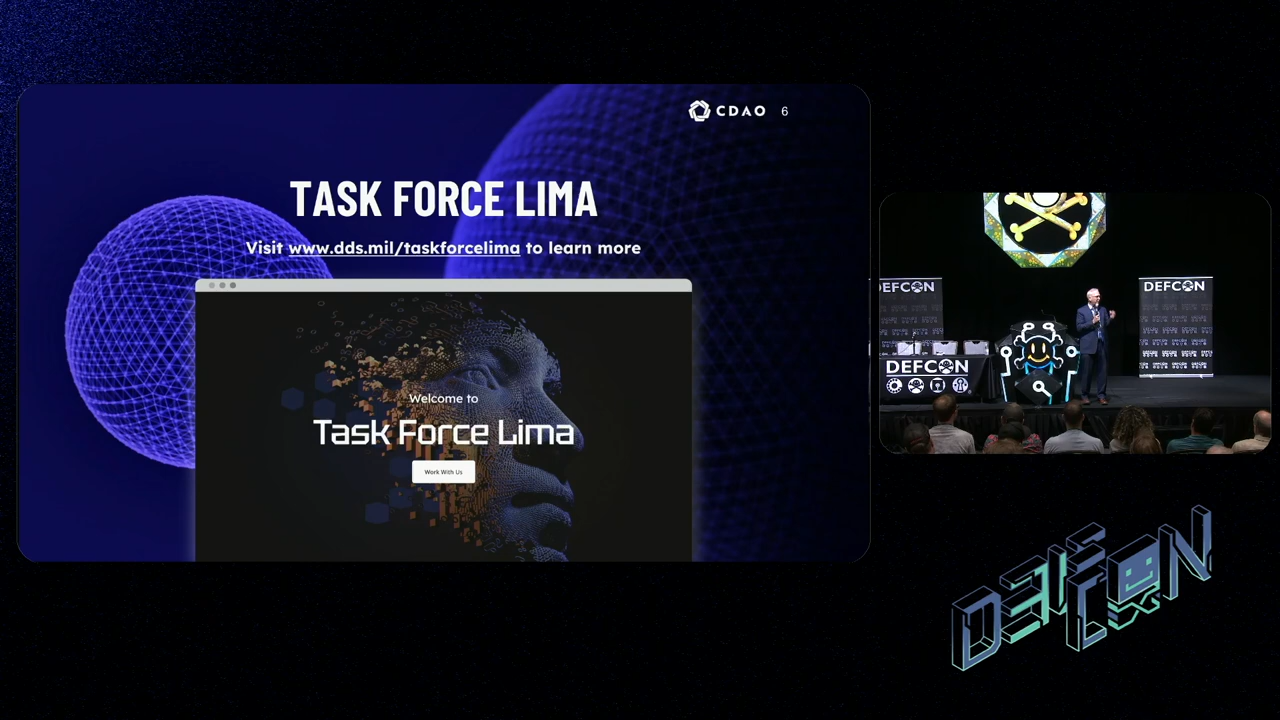 CDAO 6
TASK FORCE LIMA
Visit www.dds.mil/taskforcelima to learn more
Welcome to
Task Force Lima
Work With Us
DEFCON
DEFCON
DEFCON
DEFCON